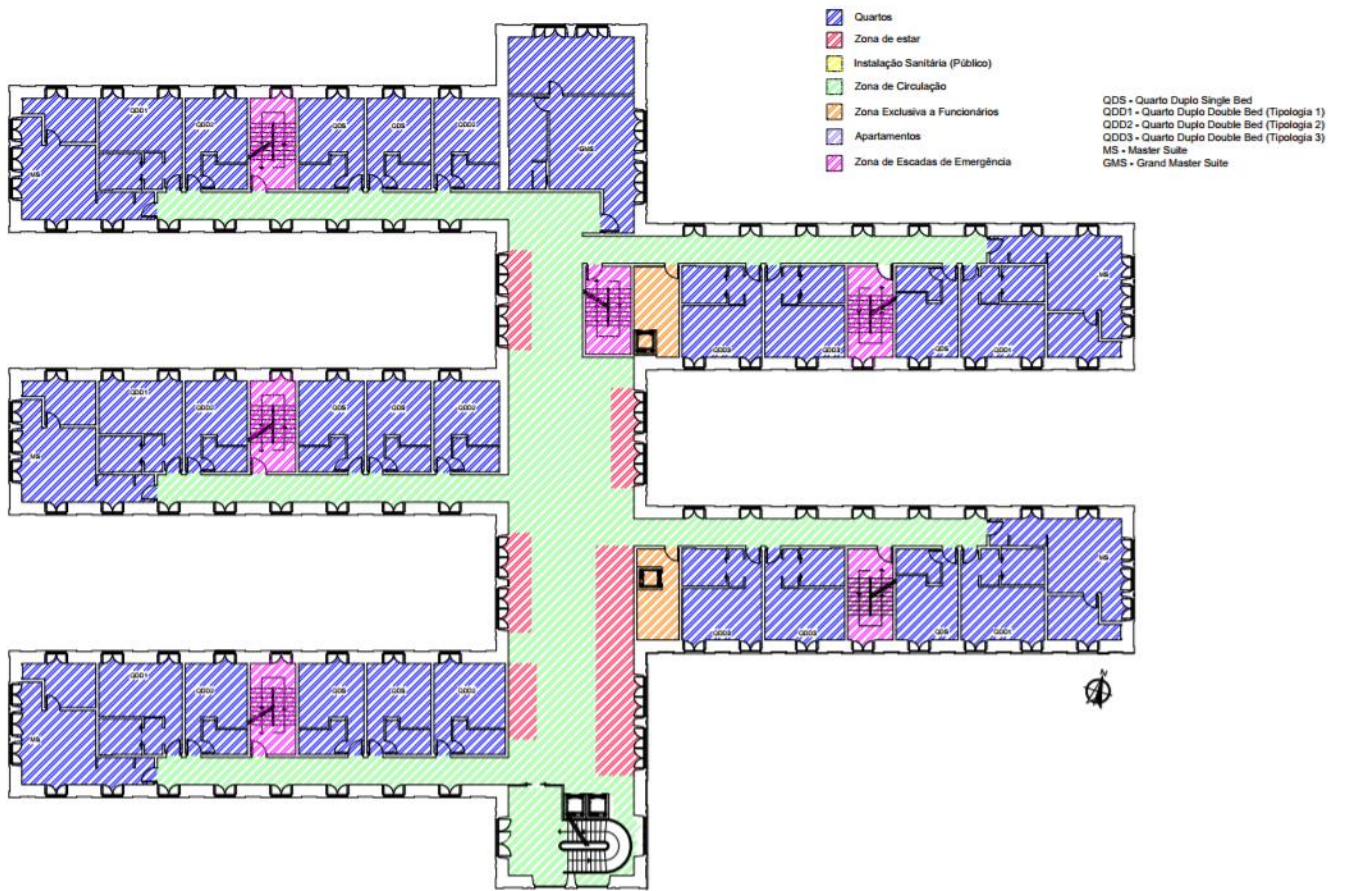 Quartos
Zona de estar
Instalação Sanitária (Público)
Zona de Circulação
Zona Exclusiva a Funcionários
Apartamentos
Zona de Escadas de Emergência
QDS - Quarto Duplo Single Bed
QDD1 - Quarto Duplo Double Bed (Tipologia 1)
QDD2 - Quarto Duplo Double Bed (Tipologia 2)
QDD3 - Quarto Duplo Double Bed (Tipologia 3)
MS - Master Suite
GMS - Grand Master Suite
QDD1
QDD2
QDS
QDS
QDD2
GMS
MS
MS
QDD3
QDD3
QDS
QDD1
QDD1
QDD2
QDS
QDS
QDD2
MS
MS
QDD3
QDD3
QDS
QDD1
QDD1
QDD2
QDS
QDS
QDD2
MS
N